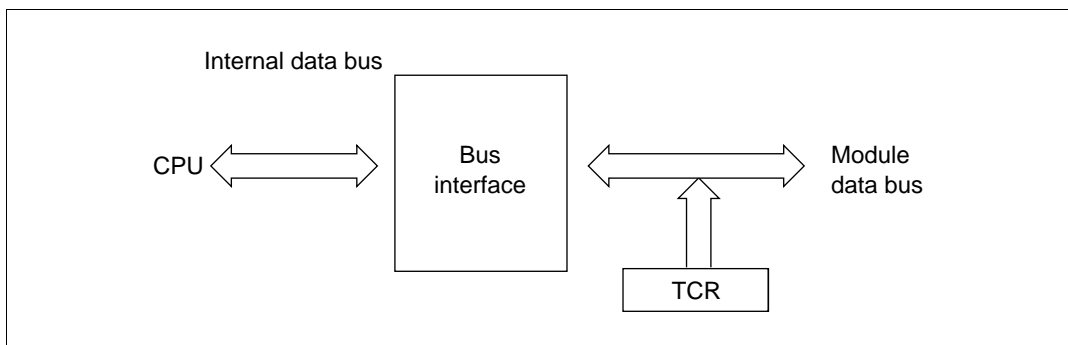 Internal data bus
CPU
Bus
interface
Module
data bus
TCR